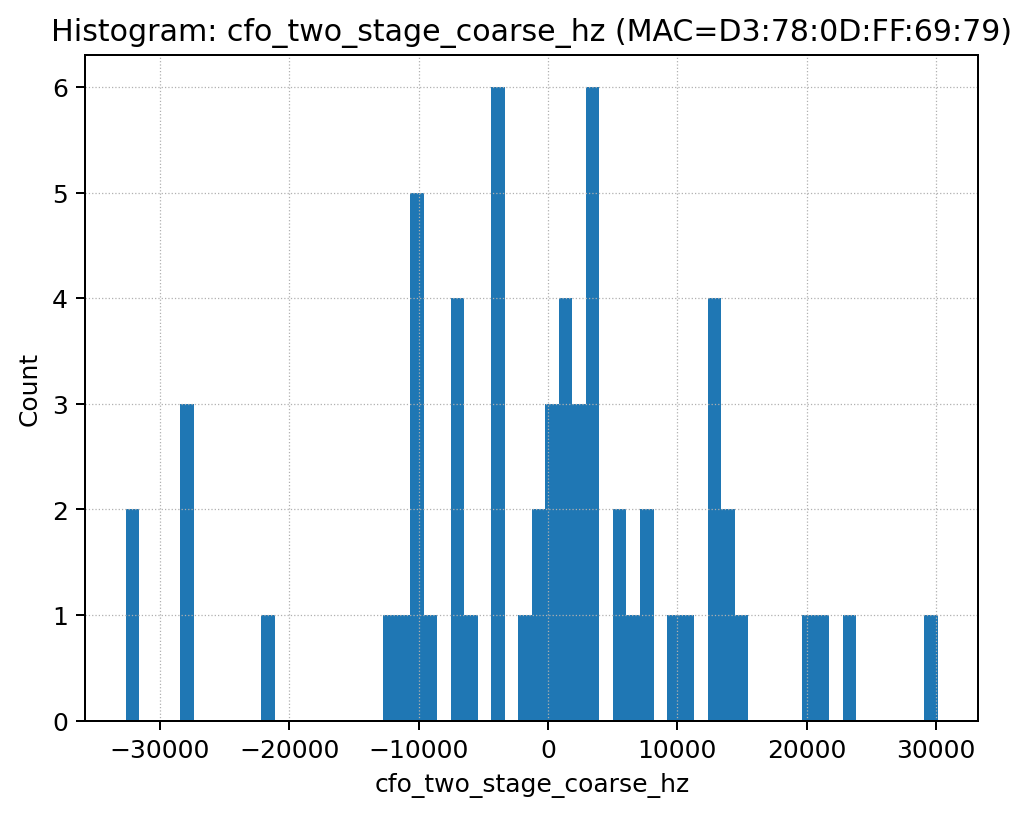 Histogram: cfo_two_stage_coarse_hz (MAC=D3:78:0D:FF:69:79)
6
5
4
3
2
1
0
Count
−30000 −20000 −10000 0 10000 20000 30000
cfo_two_stage_coarse_hz